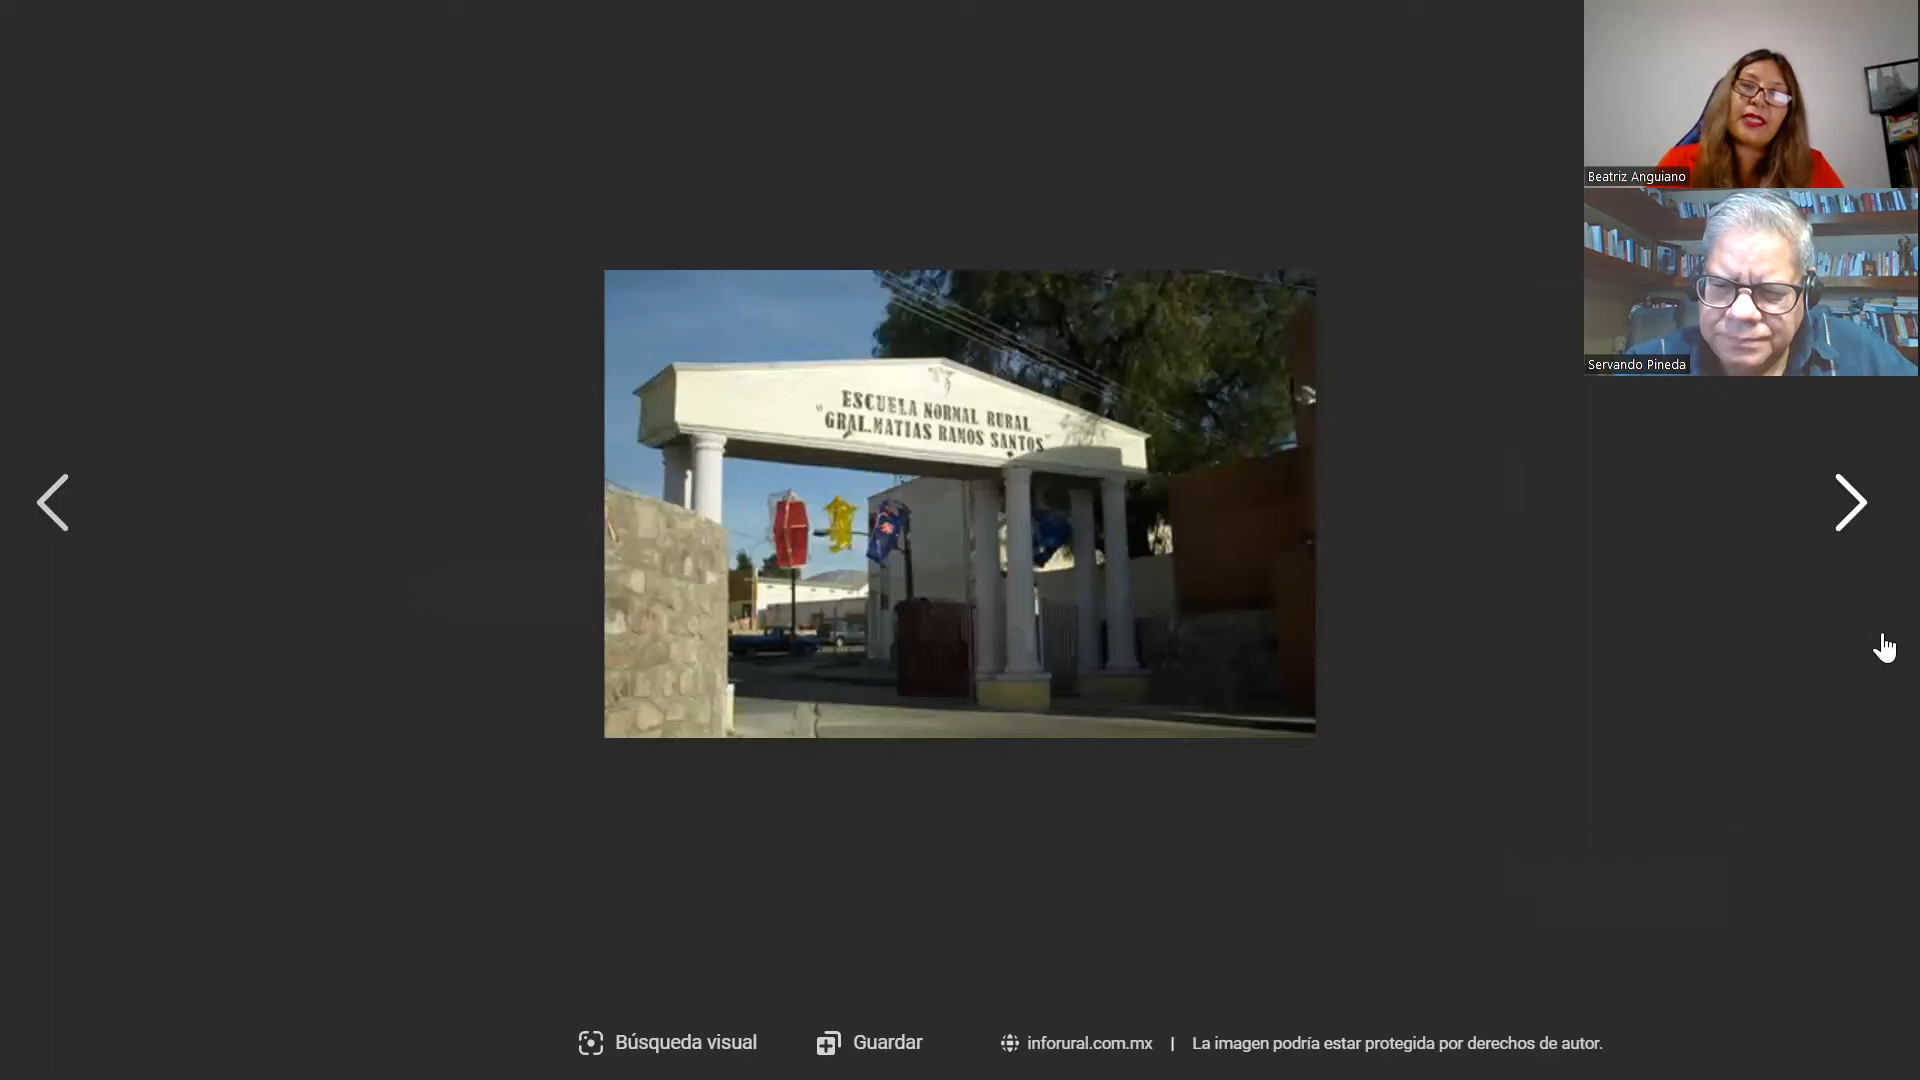 Beatriz Anguiano
Servando Pineda
ESCUELA NORMAL RURAL
"GRAL. MATIAS RAMOS SANTOS"
Búsqueda visual
Guardar
inforural.com.mx | La imagen podría estar protegida por derechos de autor.